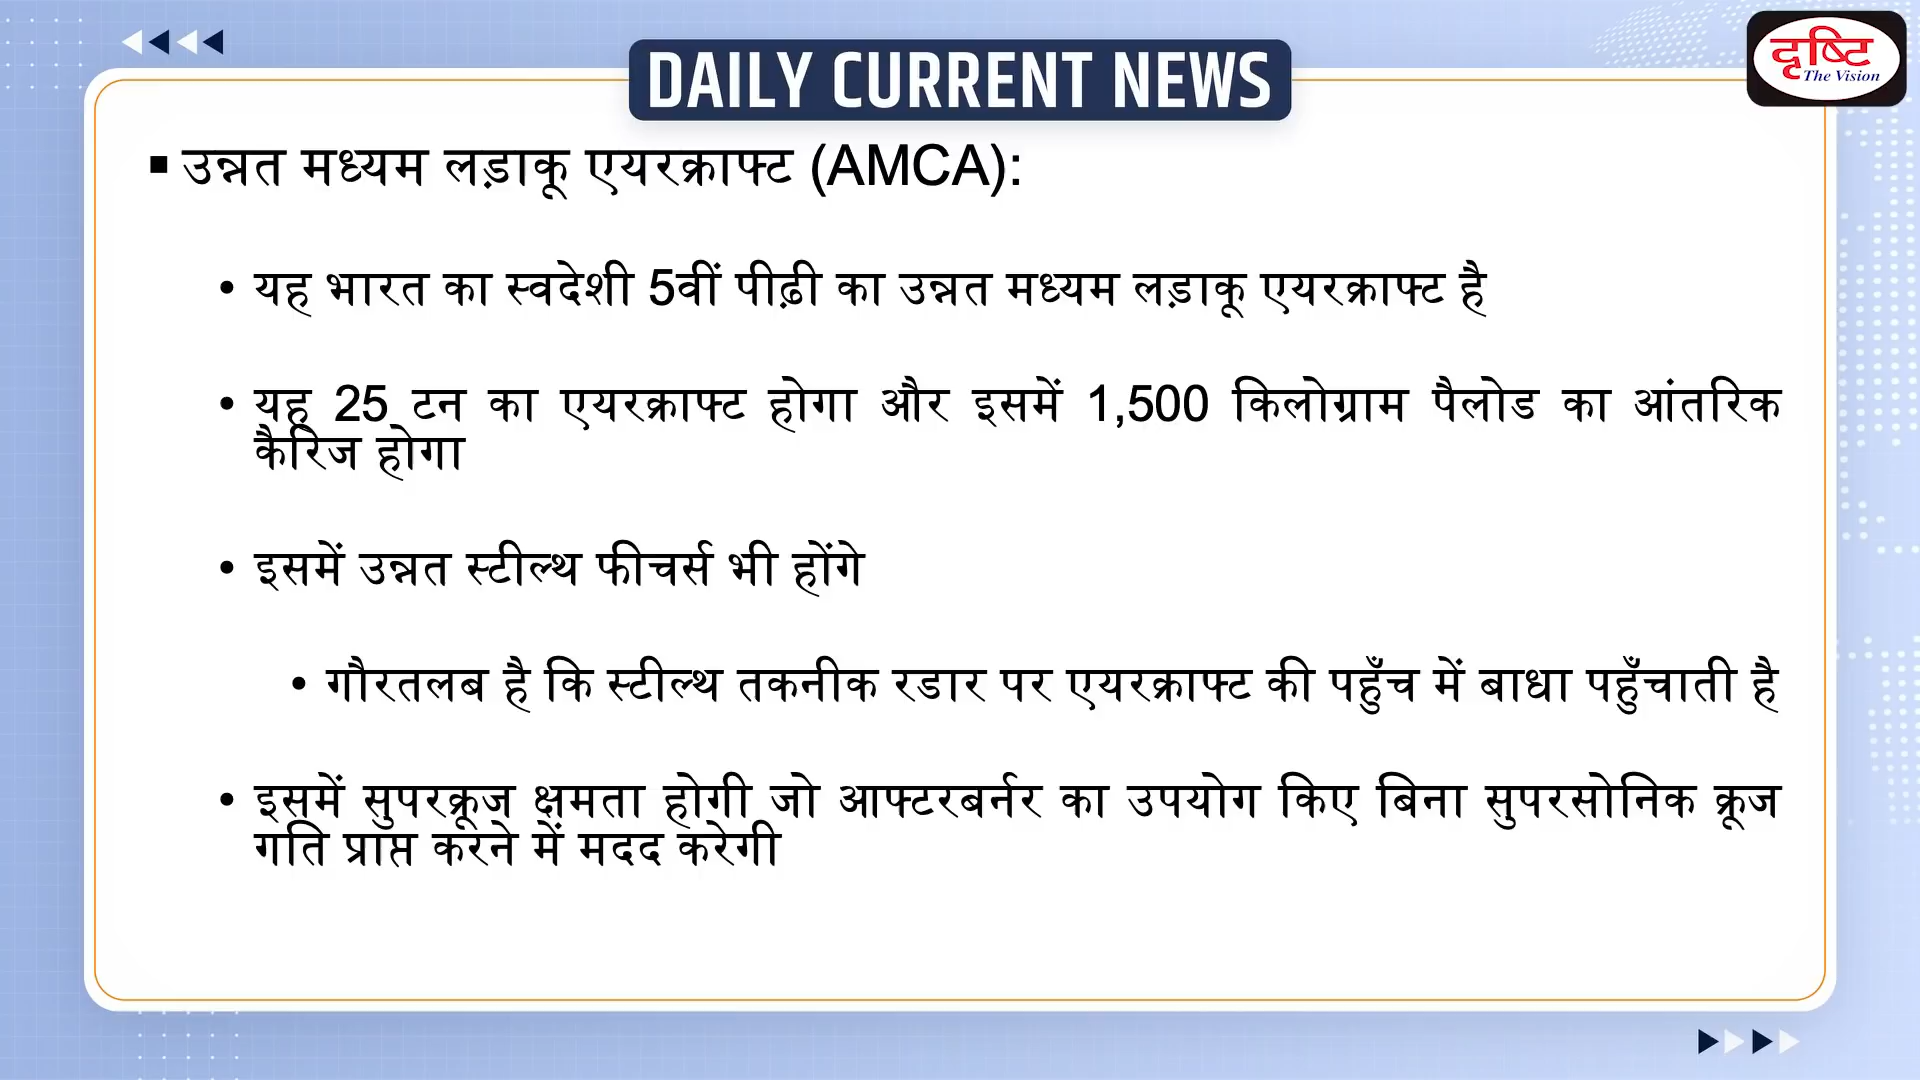 DAILY CURRENT NEWS
दृष्टि
The Vision
▪ उन्नत मध्यम लड़ाकू एयरक्राफ्ट (AMCA):
• यह भारत का स्वदेशी 5वीं पीढ़ी का उन्नत मध्यम लड़ाकू एयरक्राफ्ट है
• यह 25 टन का एयरक्राफ्ट होगा और इसमें 1,500 किलोग्राम पैलोड का आंतरिक
कैरिज होगा
• इसमें उन्नत स्टील्थ फीचर्स भी होंगे
• गौरतलब है कि स्टील्थ तकनीक रडार पर एयरक्राफ्ट की पहुँच में बाधा पहुँचाती है
• इसमें सुपरक्रूज क्षमता होगी जो आफ्टरबर्नर का उपयोग किए बिना सुपरसोनिक क्रूज
गति प्राप्त करने में मदद करेगी